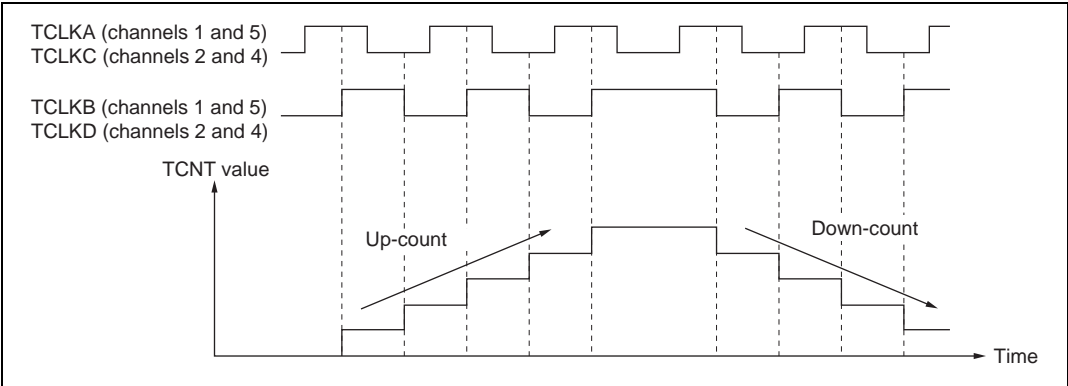 TCLKA (channels 1 and 5)
TCLKC (channels 2 and 4)
TCLKB (channels 1 and 5)
TCLKD (channels 2 and 4)
TCNT value
Up-count
Down-count
Time